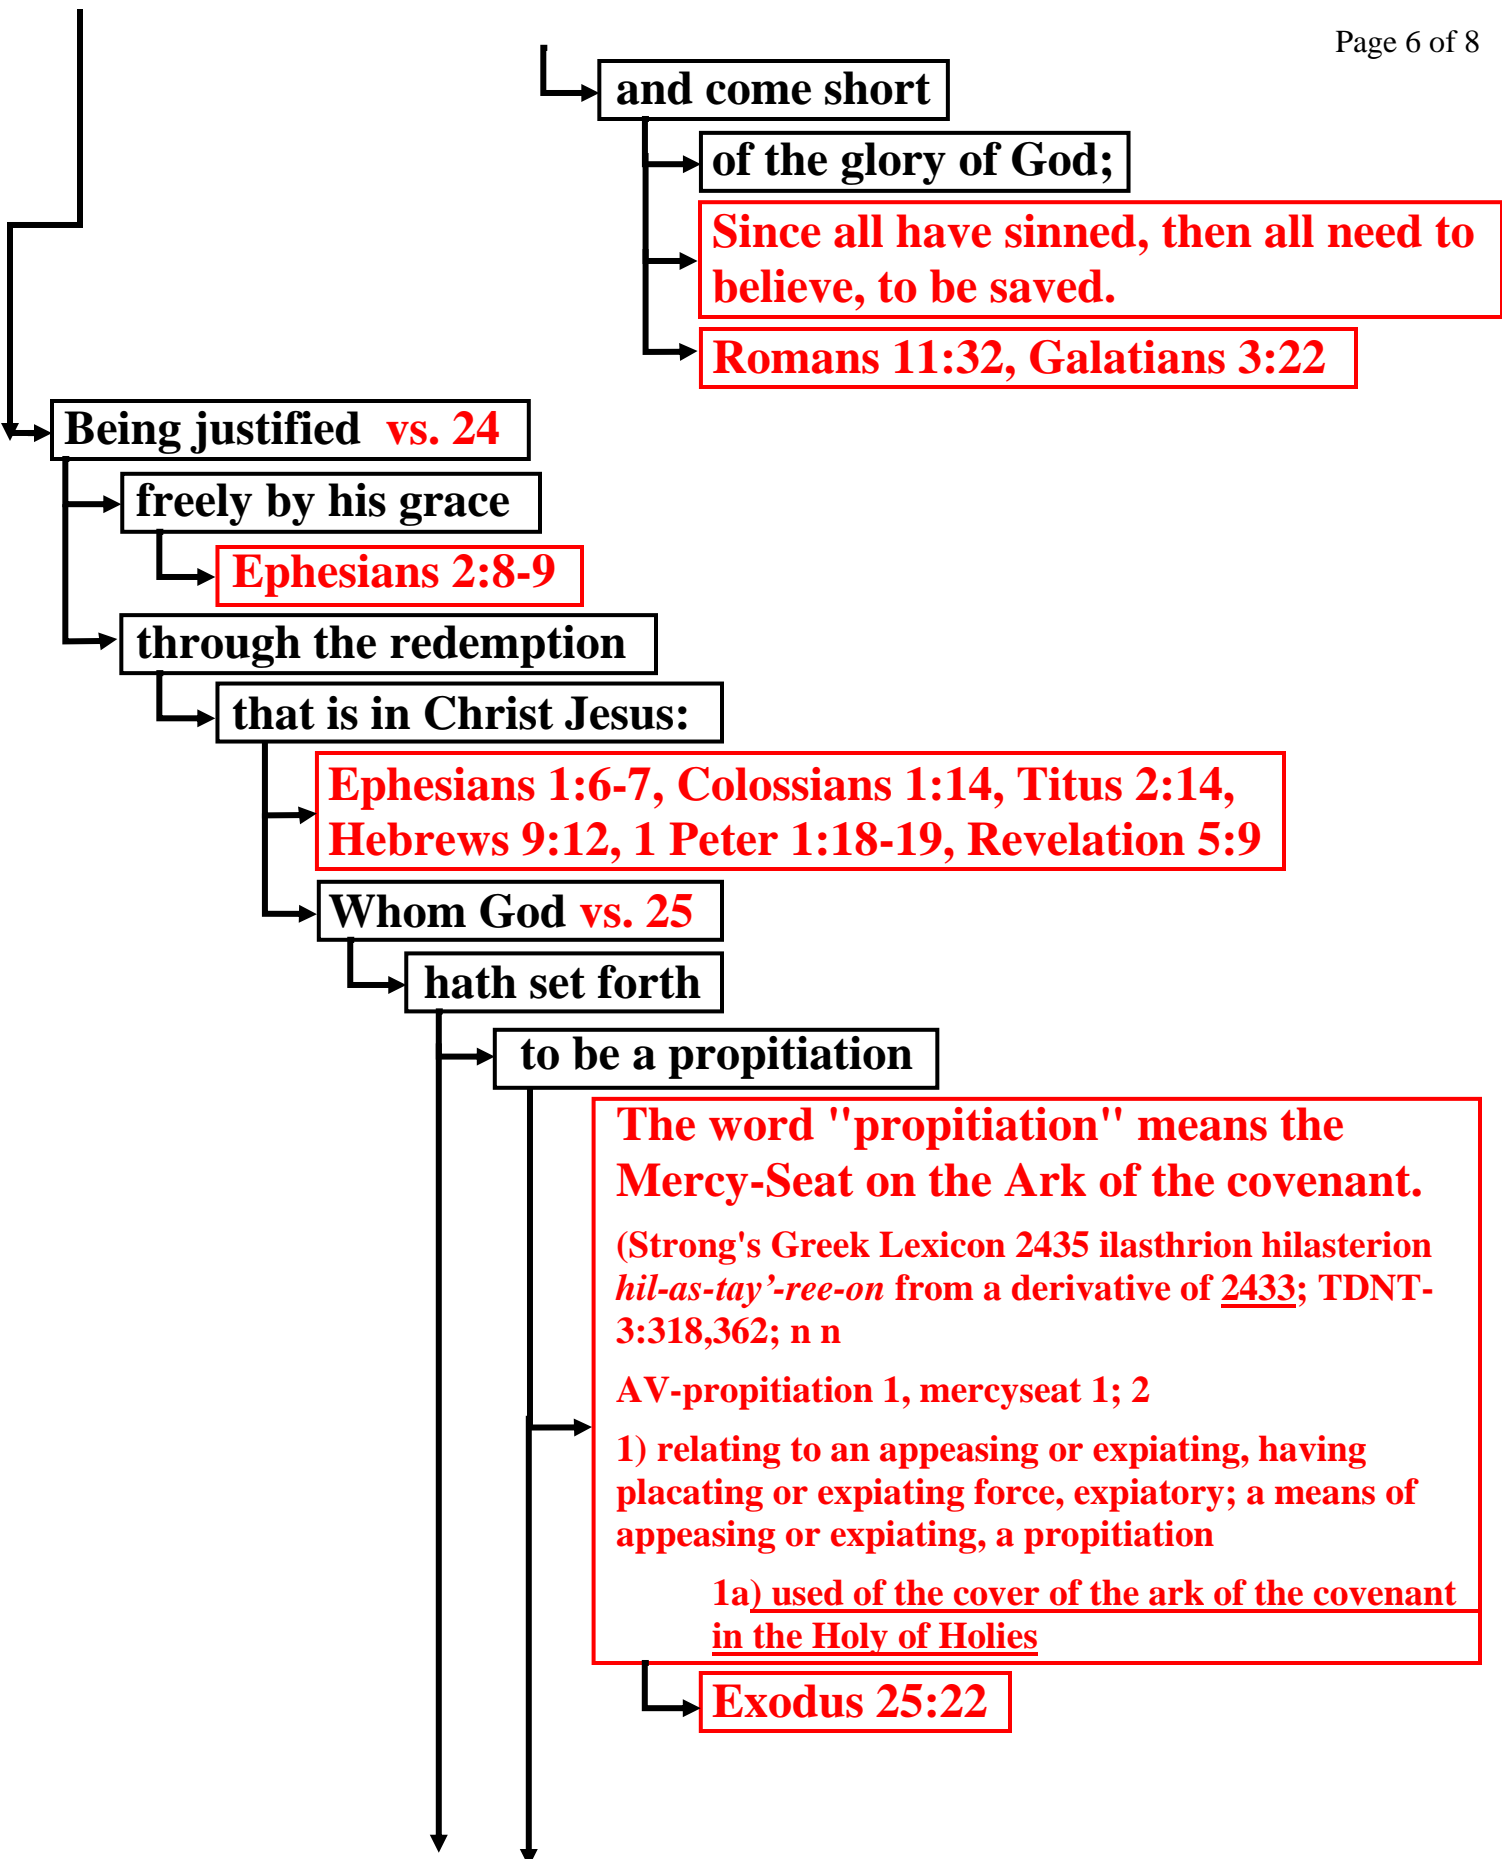 Page 6 of 8
and come short
of the glory of God;
Since all have sinned, then all need to
believe, to be saved.
Romans 11:32, Galatians 3:22
Being justified vs. 24
freely by his grace
Ephesians 2:8-9
through the redemption
that is in Christ Jesus:
Ephesians 1:6-7, Colossians 1:14, Titus 2:14,
Hebrews 9:12, 1 Peter 1:18-19, Revelation 5:9
Whom God vs. 25
hath set forth
to be a propitiation
The word "propitiation" means the
Mercy-Seat on the Ark of the covenant.
(Strong's Greek Lexicon 2435 ilasthrion hilasterion
hil-as-tay’-ree-on from a derivative of 2433; TDNT-
3:318,362; n n
AV-propitiation 1, mercyseat 1; 2
1) relating to an appeasing or expiating, having
placating or expiating force, expiatory; a means of
appeasing or expiating, a propitiation
1a) used of the cover of the ark of the covenant
in the Holy of Holies
Exodus 25:22